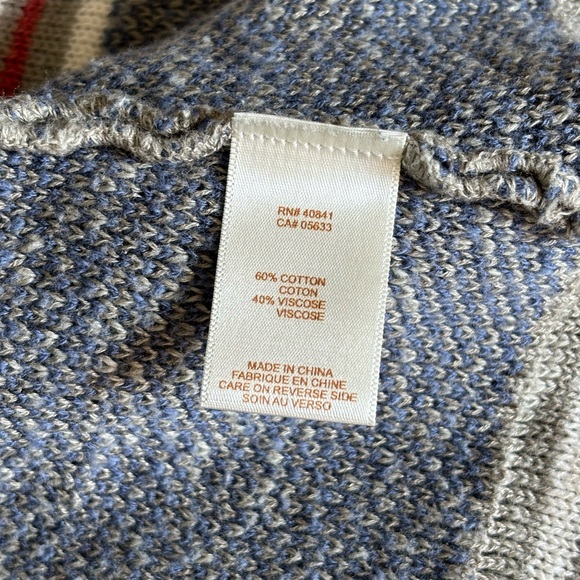 RN# 40841
CA# 05633
60% COTTON
COTON
40% VISCOSE
VISCOSE
MADE IN CHINA
FABRIQUE EN CHINE
CARE ON REVERSE SIDE
SOIN AU VERSO